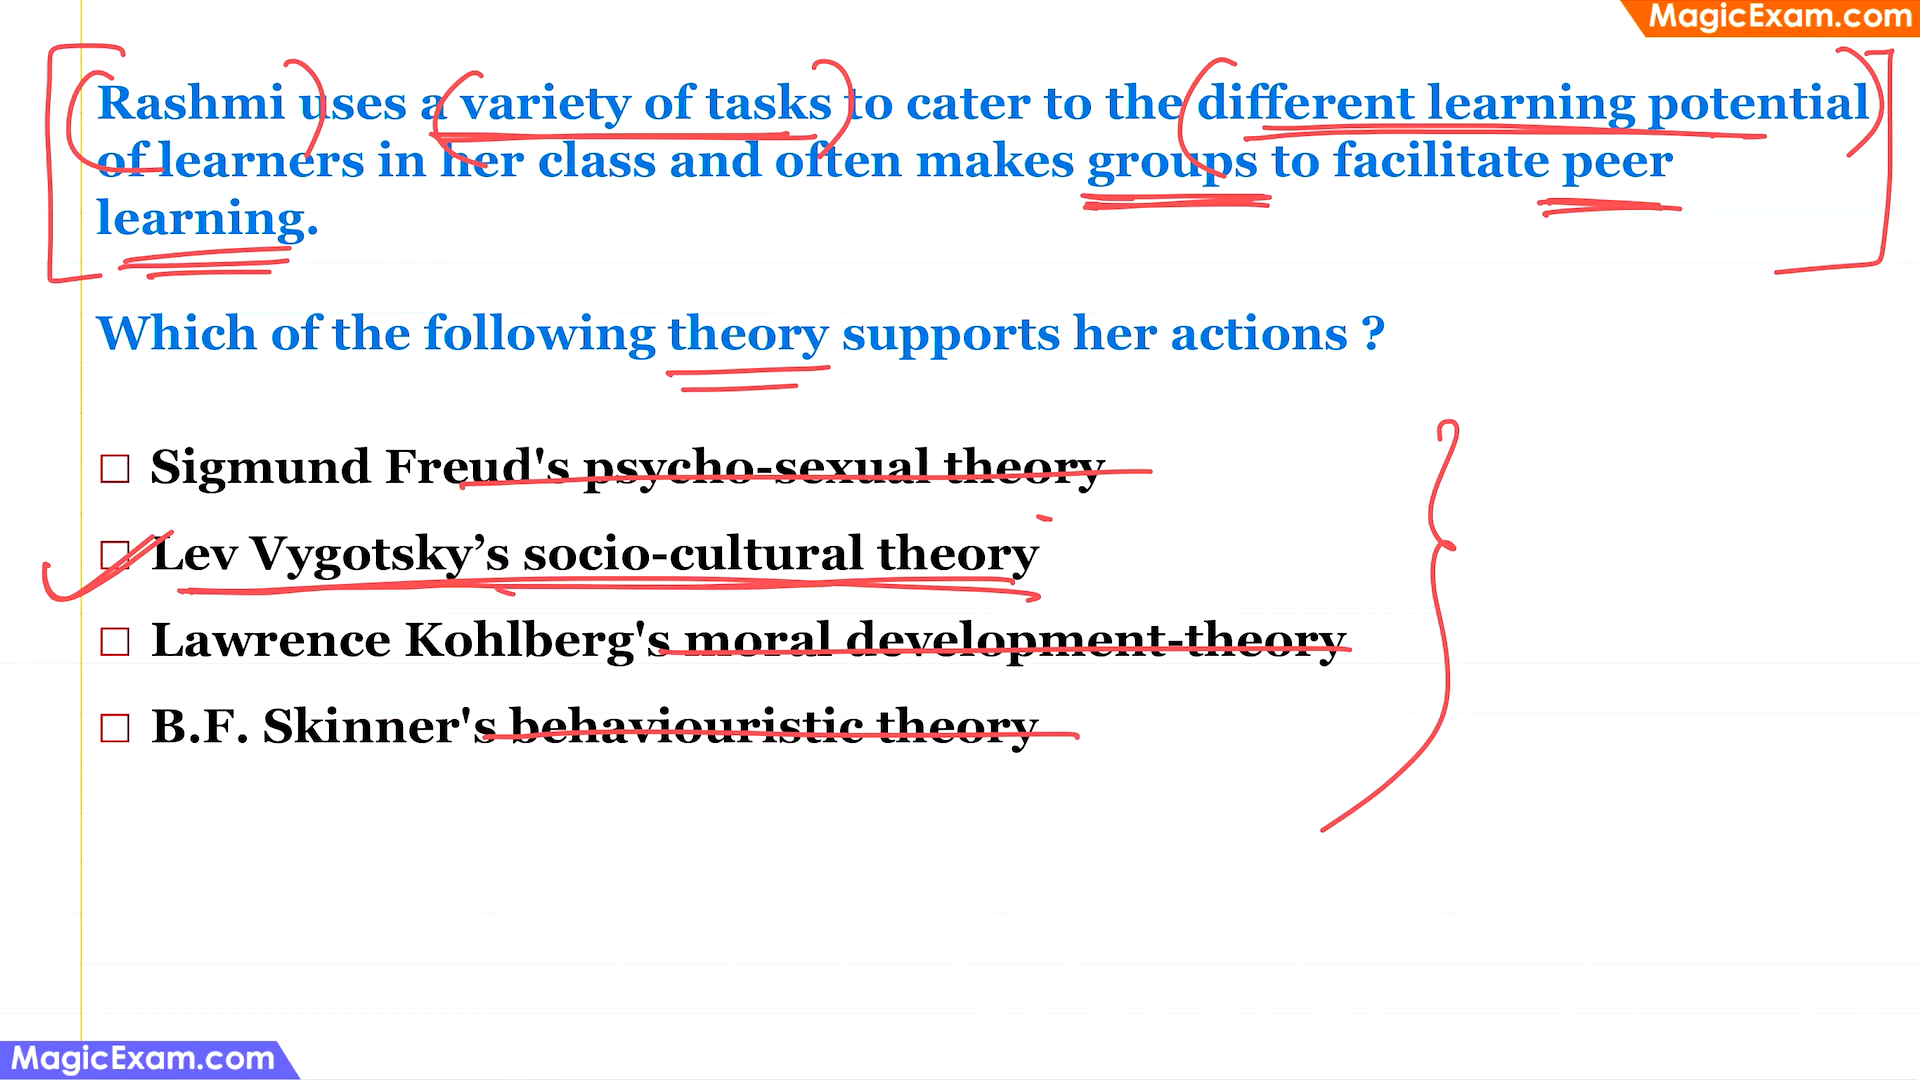 MagicExam.com
Rashmi uses a variety of tasks to cater to the different learning potential
of learners in her class and often makes groups to facilitate peer
learning.
Which of the following theory supports her actions ?
Sigmund Freud's psycho-sexual theory
Lev Vygotsky’s socio-cultural theory
Lawrence Kohlberg's moral development-theory
B.F. Skinner's behaviouristic theory
MagicExam.com